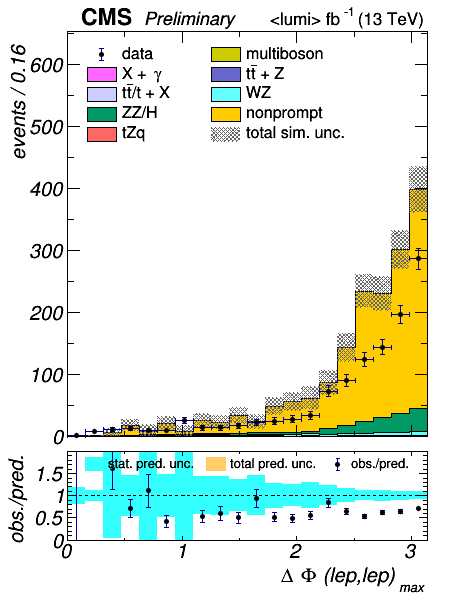 CMS Preliminary <lumi> fb⁻¹ (13 TeV)
events / 0.16
600
500
400
300
200
100
0
data
X + γ
tt̄/t + X
ZZ/H
tZq
multiboson
tt̄ + Z
WZ
nonprompt
total sim. unc.
obs./pred.
2
1.5
1
0.5
0
stat. pred. unc. total pred. unc. obs./pred.
0 1 2 3
Δ Φ (lep,lep) max